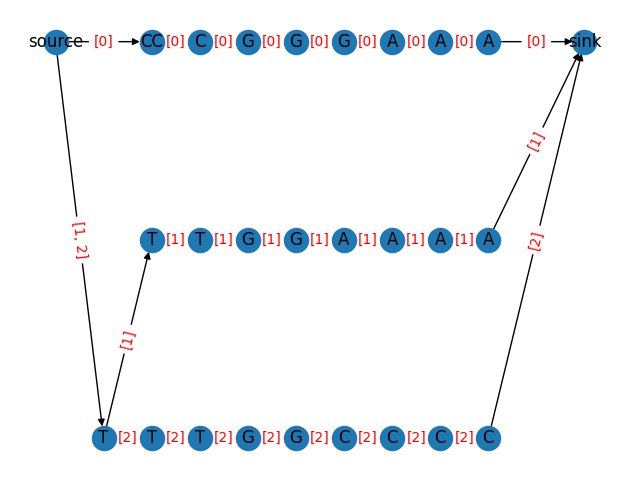 source [0] CC [0] C [0] G [0] G [0] G [0] A [0] A [0] A [0] sink
[1]
[1, 2]
T [1] T [1] G [1] G [1] A [1] A [1] A [1] A
[2]
[1]
T [2] T [2] T [2] G [2] G [2] C [2] C [2] C [2] C